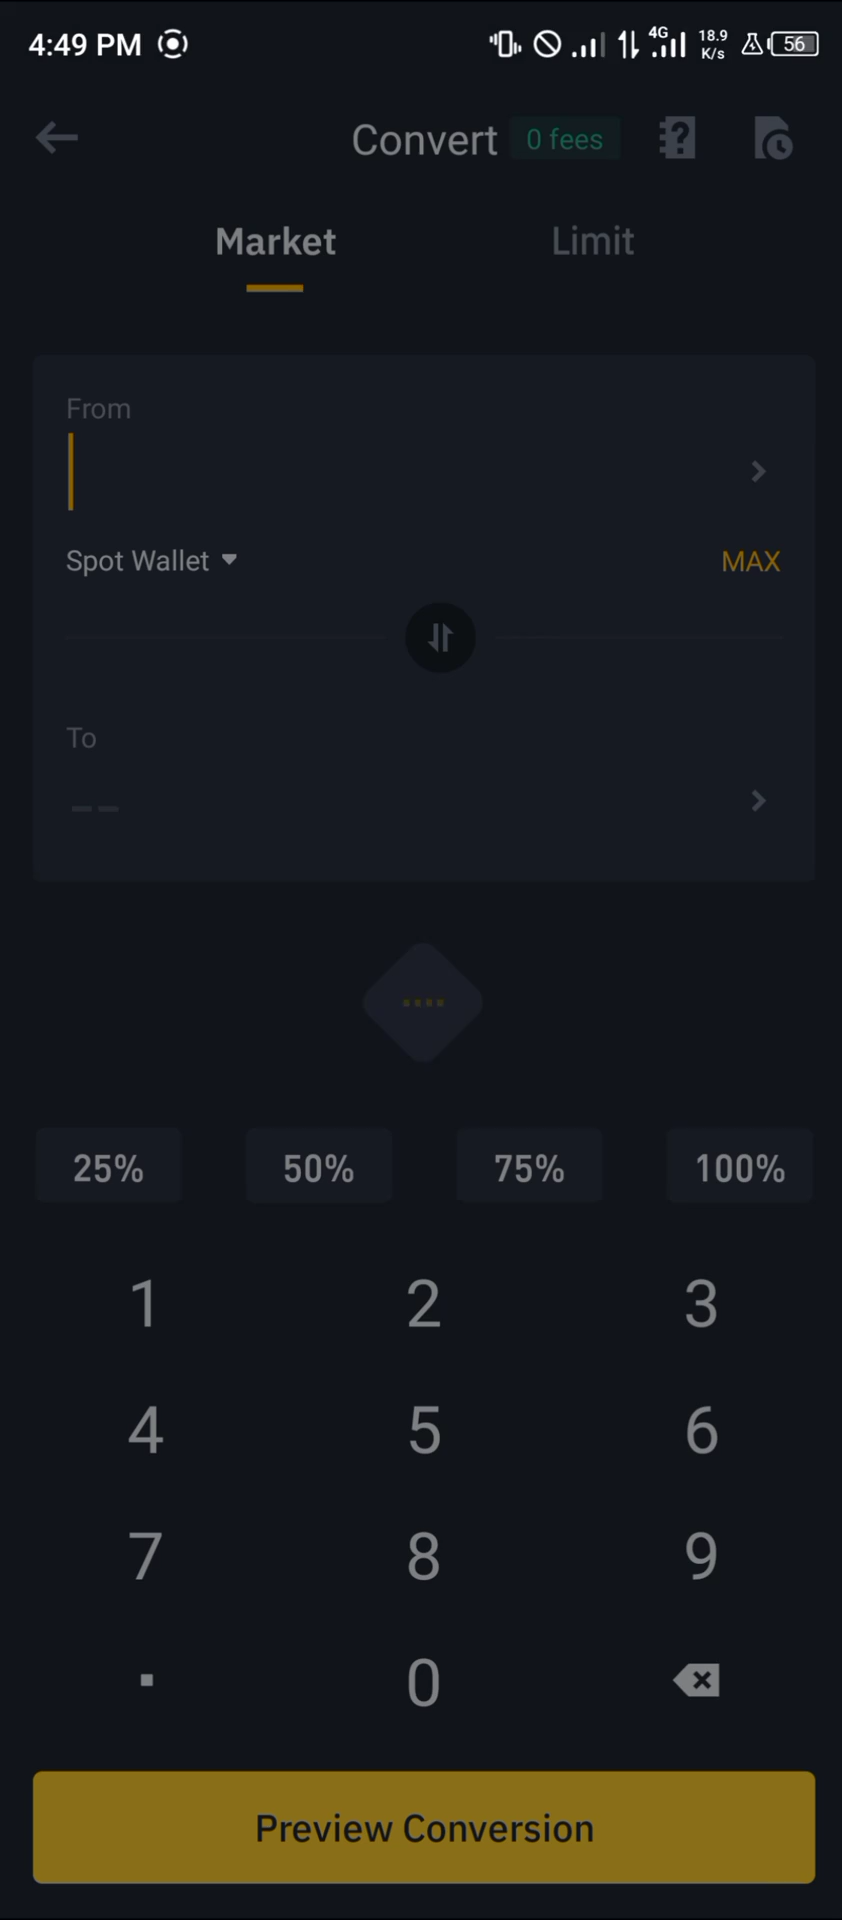 4:49 PM 4G 18.9 K/s 56
Convert 0 fees
Market Limit
From
Spot Wallet MAX
To
--
25% 50% 75% 100%
1 2 3
4 5 6
7 8 9
. 0
Preview Conversion